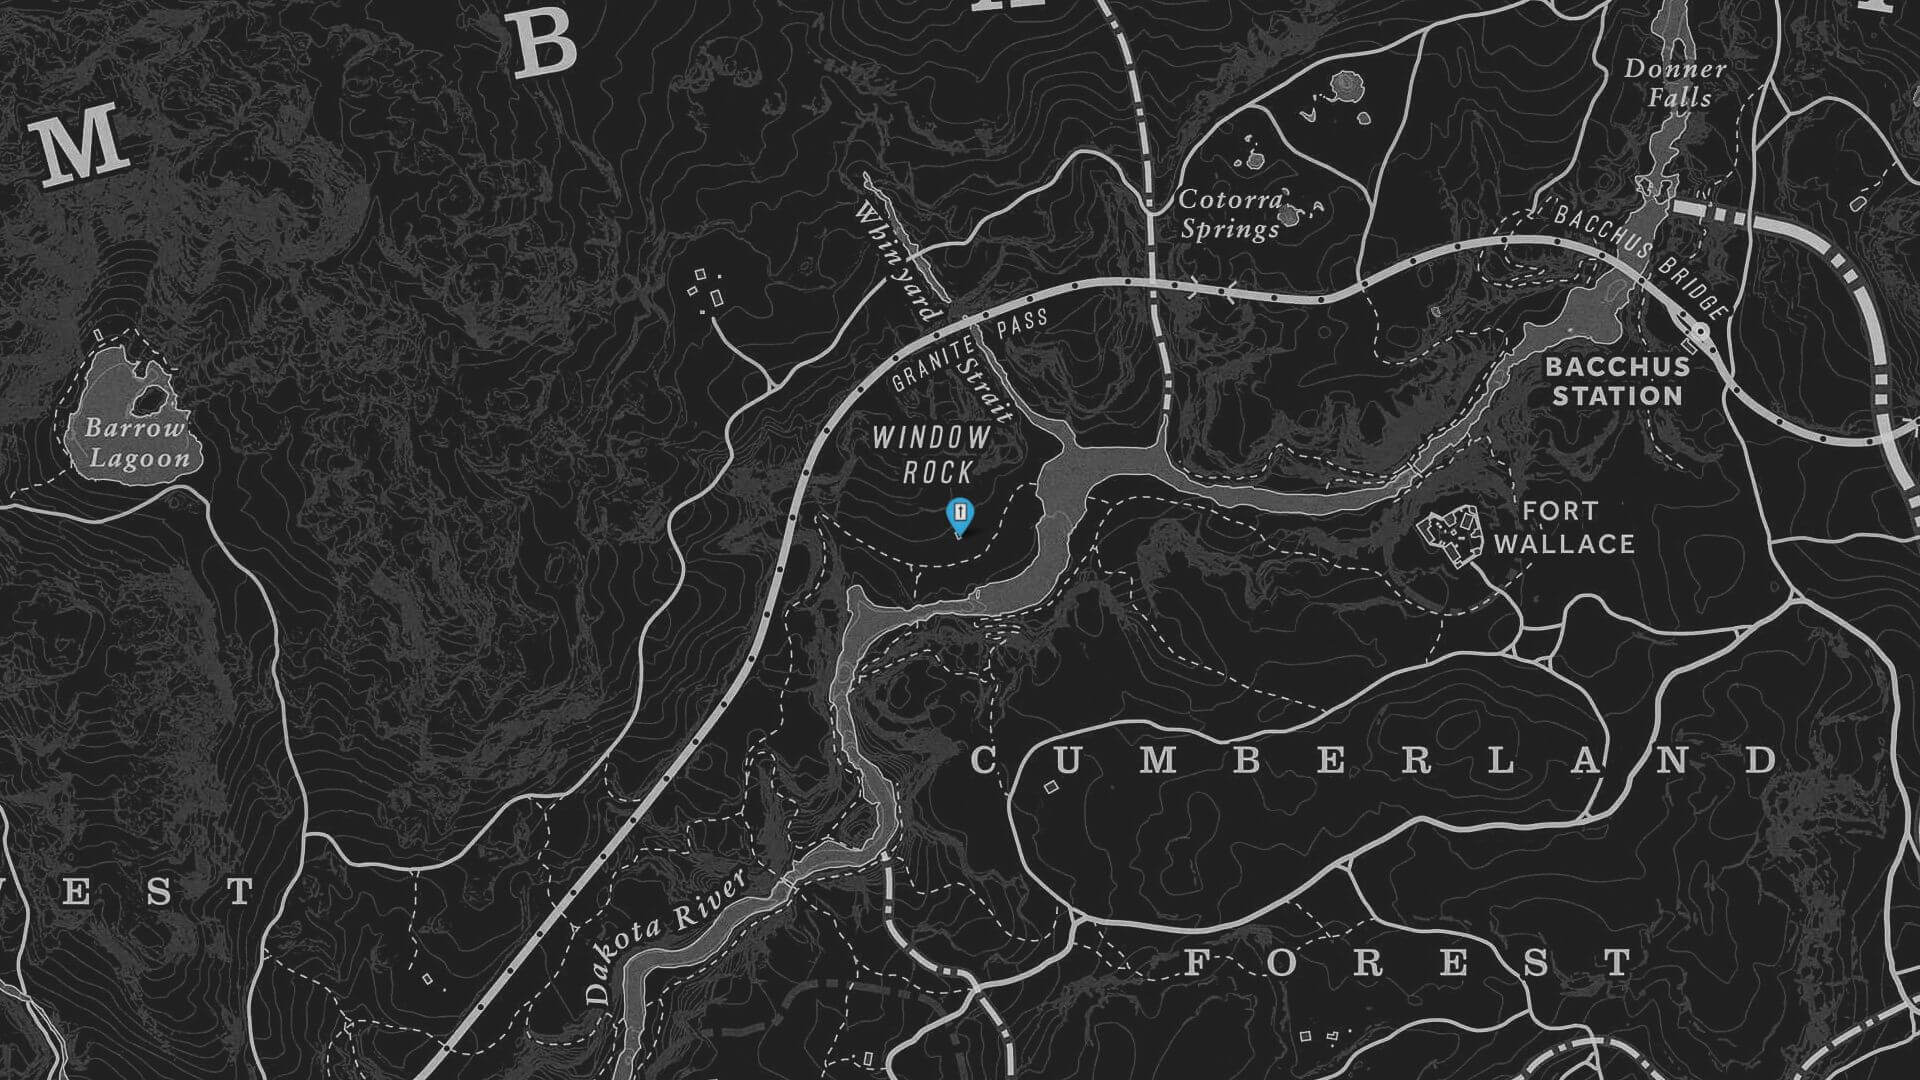 B
M
Donner
Falls
Cotorra
Springs
Whinyard
Strait
BACCHUS BRIDGE
GRANITE PASS
BACCHUS
STATION
Barrow
Lagoon
WINDOW
ROCK
FORT
WALLACE
CUMBERLAND
EST
Dakota River
FOREST